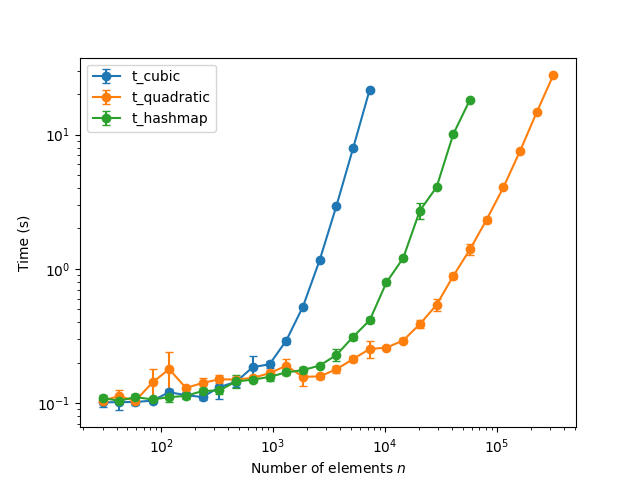 t_cubic
t_quadratic
t_hashmap
10¹
10⁰
10⁻¹
Time (s)
10²
10³
10⁴
10⁵
Number of elements n